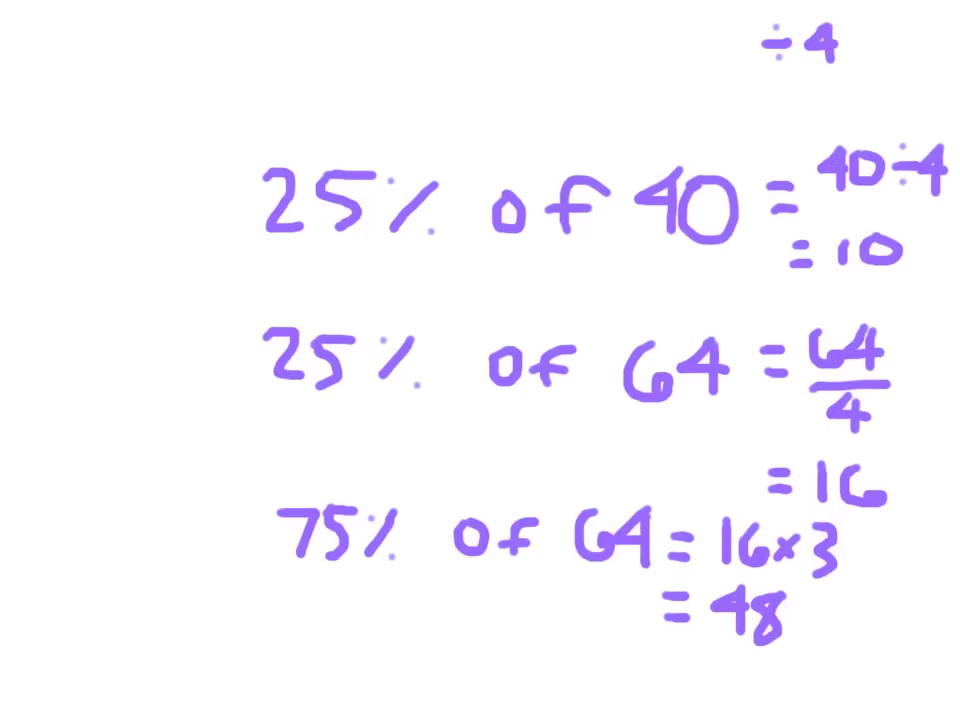 ÷ 4
25% of 40 = 40÷4
= 10
25% of 64 = 64/4
= 16
75% of 64 = 16×3
= 48